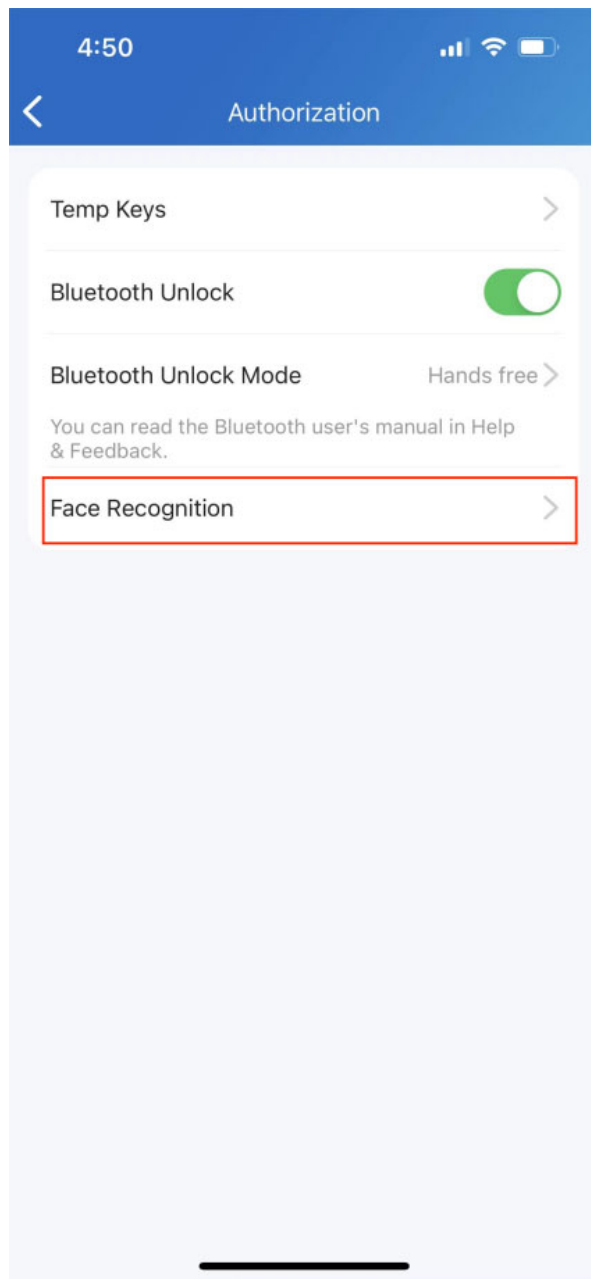 4:50
Authorization
Temp Keys
Bluetooth Unlock
Bluetooth Unlock Mode Hands free
You can read the Bluetooth user's manual in Help
& Feedback.
Face Recognition